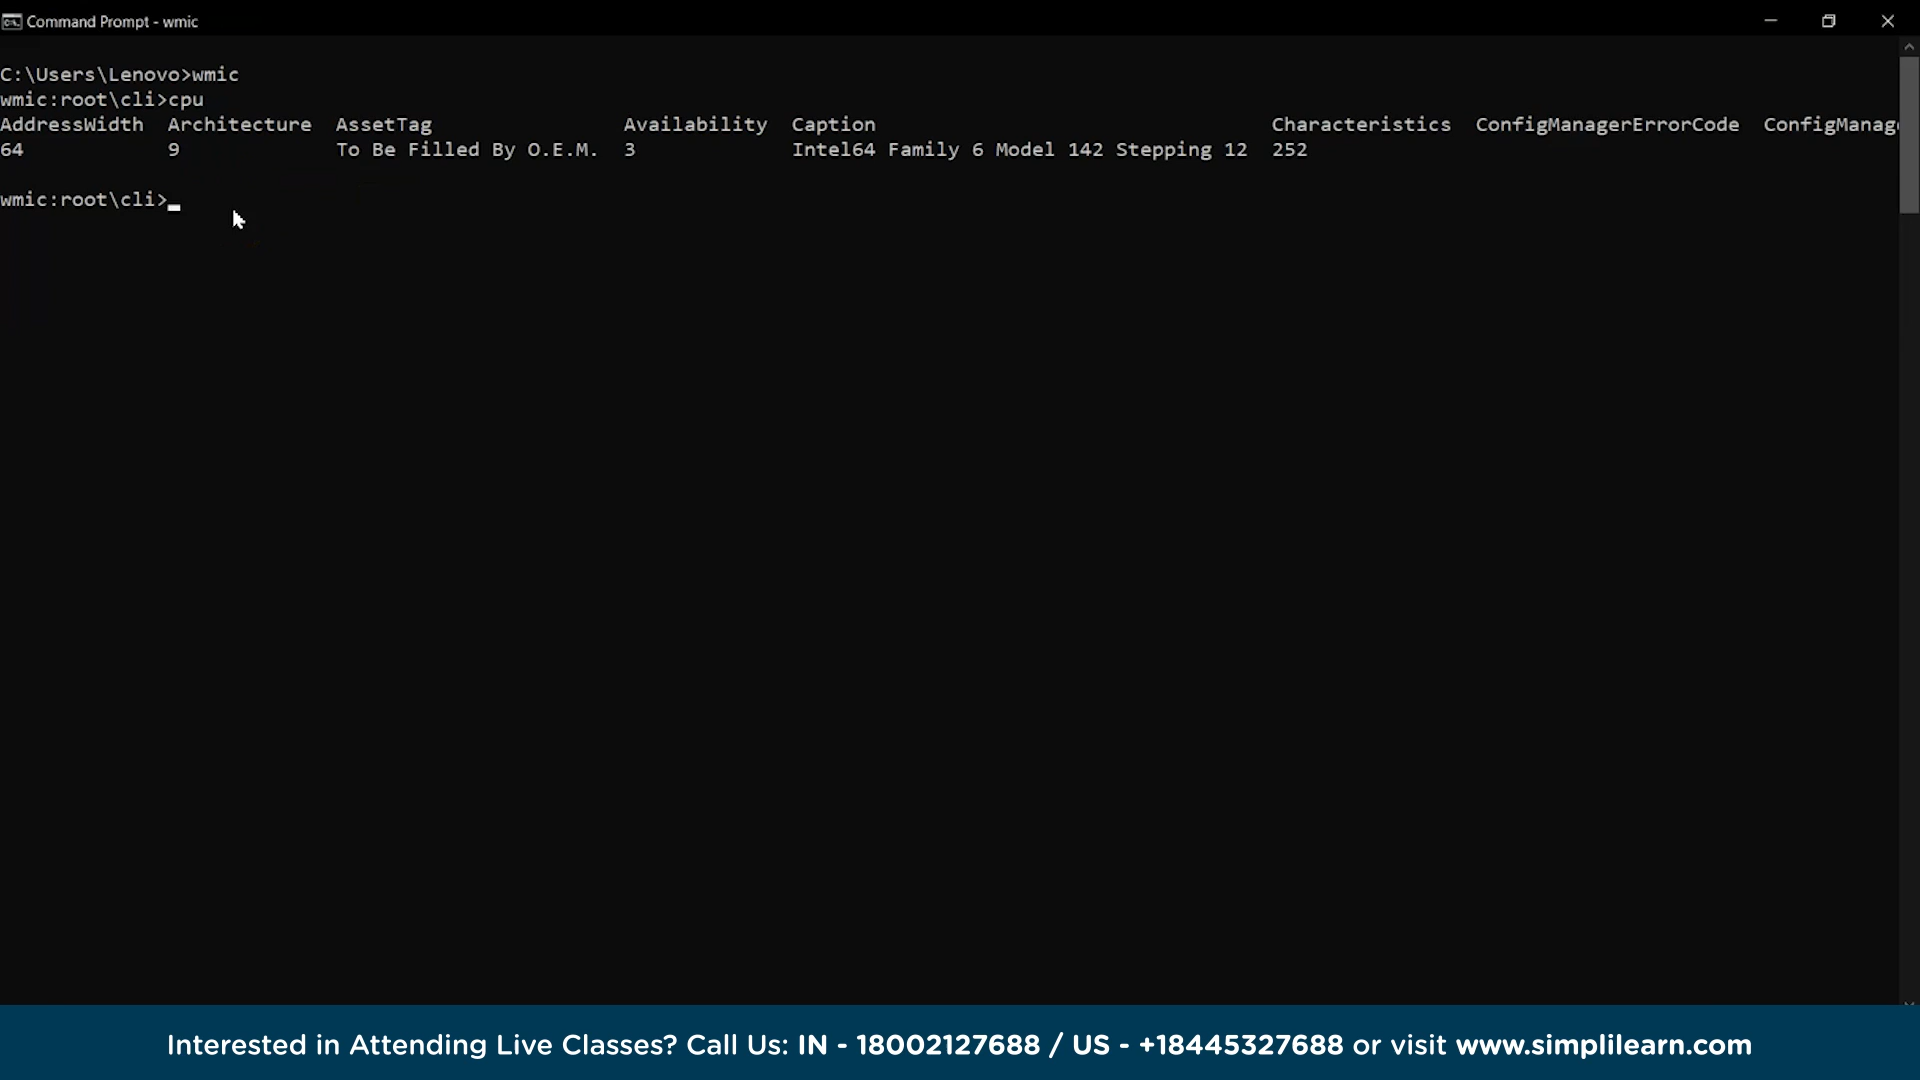 Command Prompt - wmic
C:\Users\Lenovo>wmic
wmic:root\cli>cpu
AddressWidth  Architecture  AssetTag                Availability  Caption                                 Characteristics  ConfigManagerErrorCode  ConfigManage
64            9             To Be Filled By O.E.M.  3             Intel64 Family 6 Model 142 Stepping 12  252
wmic:root\cli>
Interested in Attending Live Classes? Call Us: IN - 18002127688 / US - +18445327688 or visit www.simplilearn.com